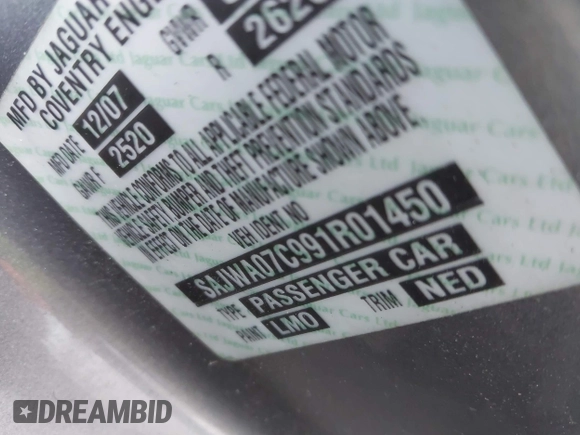 MFD BY JAGUAR
COVENTRY ENG
MFD DATE 12/07
GVWR
2520
R 262
THIS VEHICLE CONFORMS TO ALL APPLICABLE FEDERAL MOTOR
VEHICLE SAFETY BUMPER AND THEFT PREVENTION STANDARDS
IN EFFECT ON THE DATE OF MANUFACTURE SHOWN ABOVE.
VEH IDENT. NO
SAJWA07C991R01450
TYPE PASSENGER CAR
PAINT LMO TRIM NED
DREAMBID